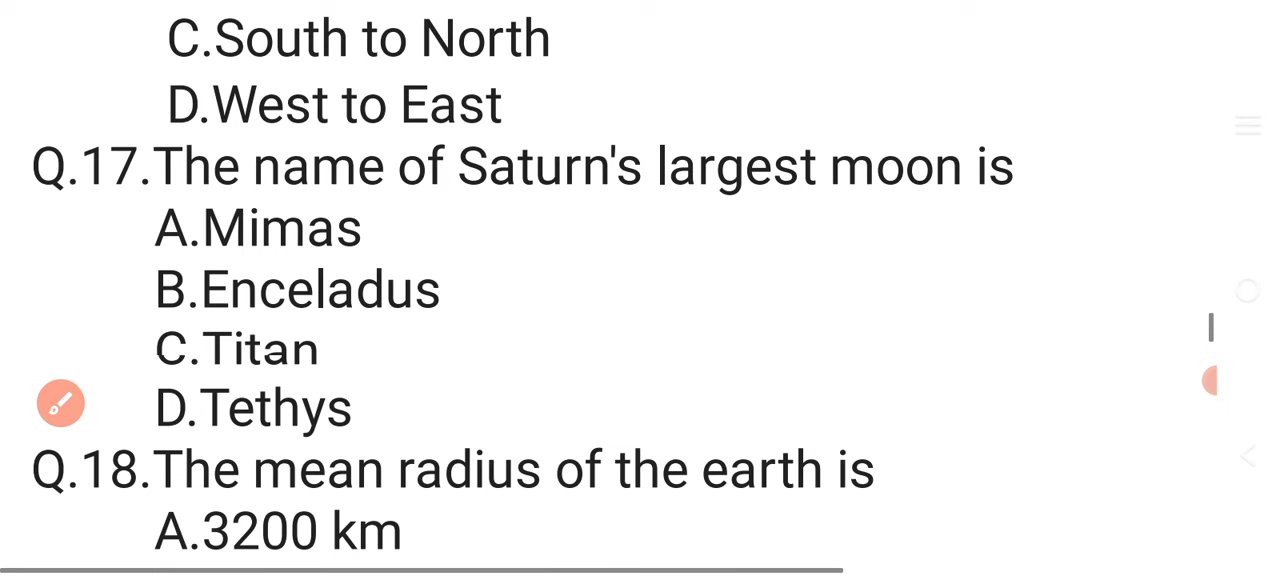 C.South to North
D.West to East
Q.17.The name of Saturn's largest moon is
A.Mimas
B.Enceladus
C.Titan
D.Tethys
Q.18.The mean radius of the earth is
A.3200 km